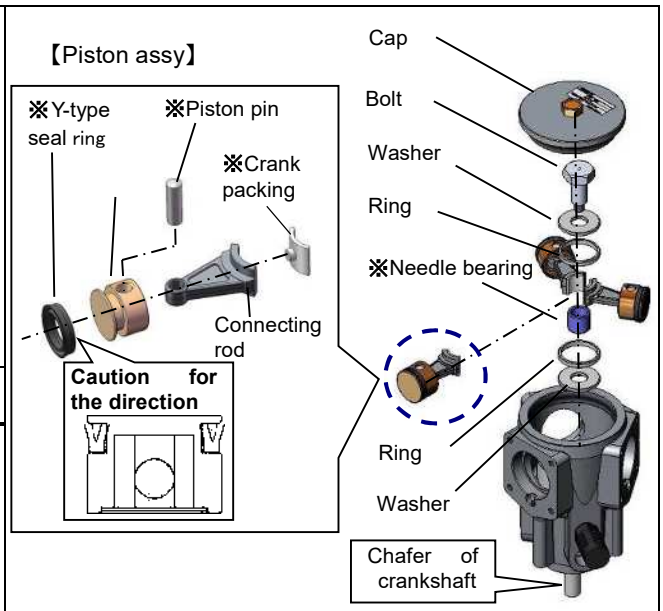 【Piston assy】
※Y-type
seal ring
※Piston pin
※Crank
packing
Connecting
rod
Caution for
the direction
Cap
Bolt
Washer
Ring
※Needle bearing
Ring
Washer
Chafer of
crankshaft